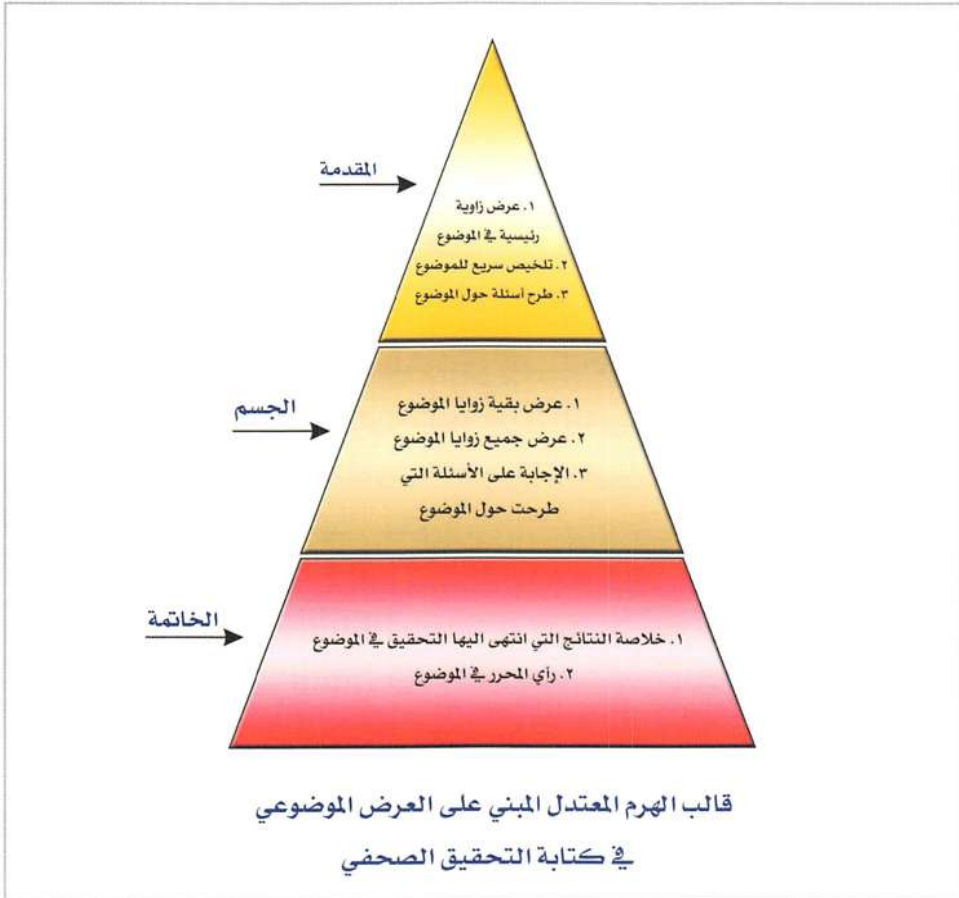 المقدمة
١. عرض زاوية
رئيسية في الموضوع
٢. تلخيص سريع للموضوع
٣. طرح أسئلة حول الموضوع
الجسم
١. عرض بقية زوايا الموضوع
٢. عرض جميع زوايا الموضوع
٣. الإجابة على الأسئلة التي
طرحت حول الموضوع
الخاتمة
١. خلاصة النتائج التي انتهى اليها التحقيق في الموضوع
٢. رأي المحرر في الموضوع
قالب الهرم المعتدل المبني على العرض الموضوعي
في كتابة التحقيق الصحفي